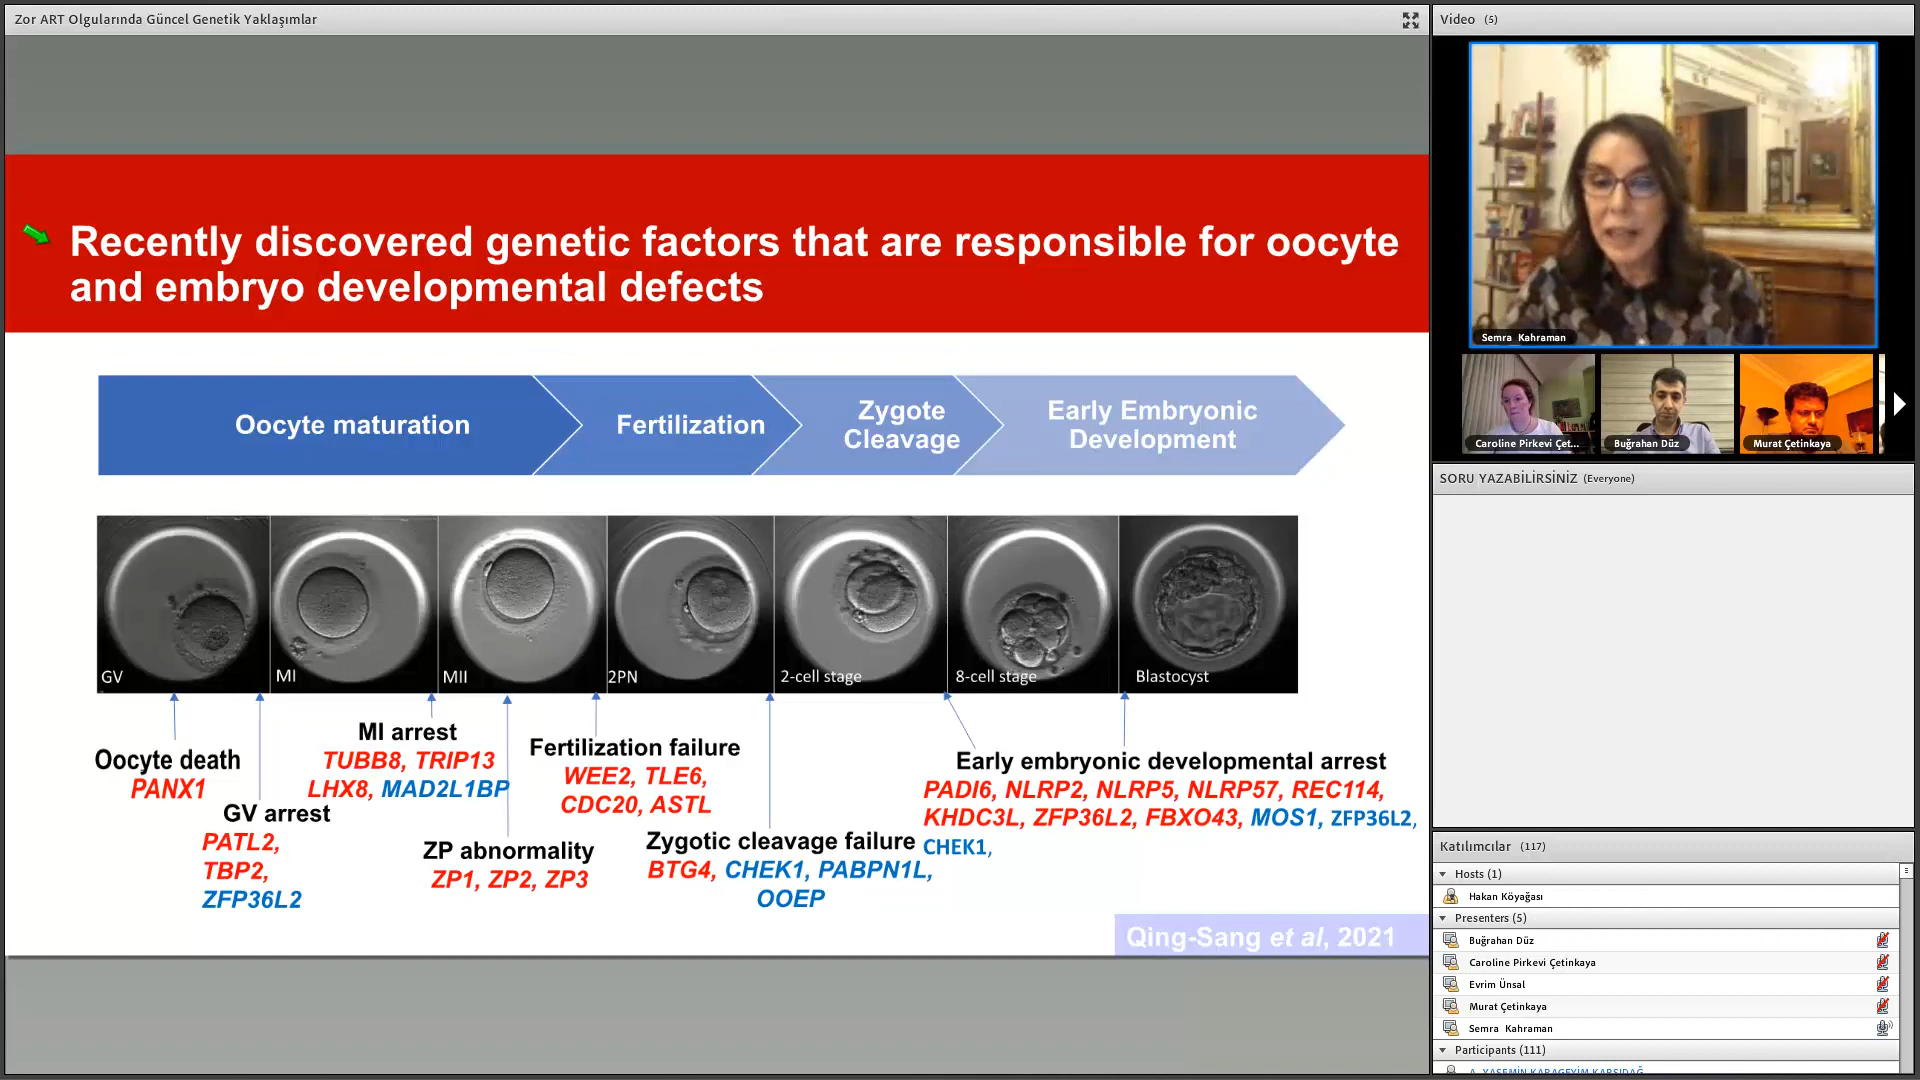 Zor ART Olgularında Güncel Genetik Yaklaşımlar
Recently discovered genetic factors that are responsible for oocyte
and embryo developmental defects
Oocyte maturation
Fertilization
Zygote
Cleavage
Early Embryonic
Development
GV
MI
MII
2PN
2-cell stage
8-cell stage
Blastocyst
Oocyte death
PANX1
GV arrest
PATL2,
TBP2,
ZFP36L2
MI arrest
TUBB8, TRIP13
LHX8, MAD2L1BP
ZP abnormality
ZP1, ZP2, ZP3
Fertilization failure
WEE2, TLE6,
CDC20, ASTL
Zygotic cleavage failure
BTG4, CHEK1, PABPN1L,
OOEP
Early embryonic developmental arrest
PADI6, NLRP2, NLRP5, NLRP57, REC114,
KHDC3L, ZFP36L2, FBXO43, MOS1, ZFP36L2,
CHEK1,
Qing-Sang et al, 2021
Video (5)
Semra Kahraman
Caroline Pirkevi Çet...
Buğrahan Düz
Murat Çetinkaya
SORU YAZABİLİRSİNİZ (Everyone)
Katılımcılar (117)
Hosts (1)
Hakan Köyağası
Presenters (5)
Buğrahan Düz
Caroline Pirkevi Çetinkaya
Evrim Ünsal
Murat Çetinkaya
Semra Kahraman
Participants (111)